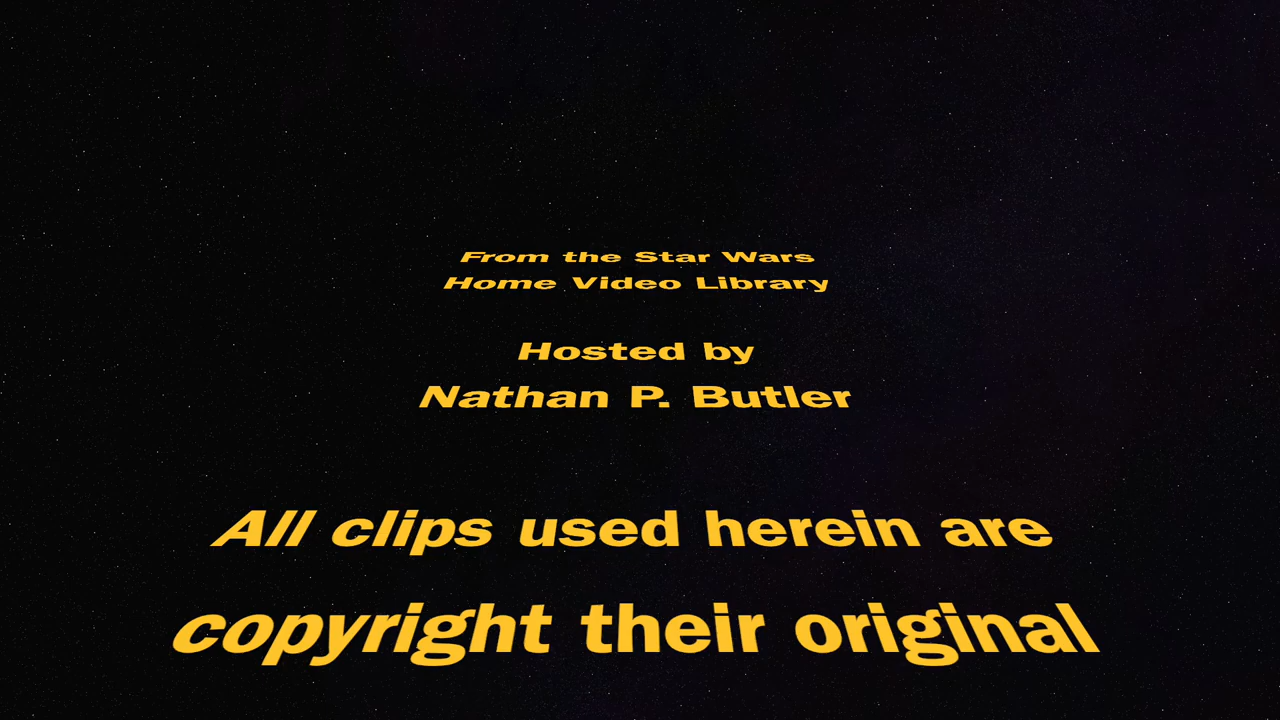 From the Star Wars
Home Video Library
Hosted by
Nathan P. Butler
All clips used herein are
copyright their original